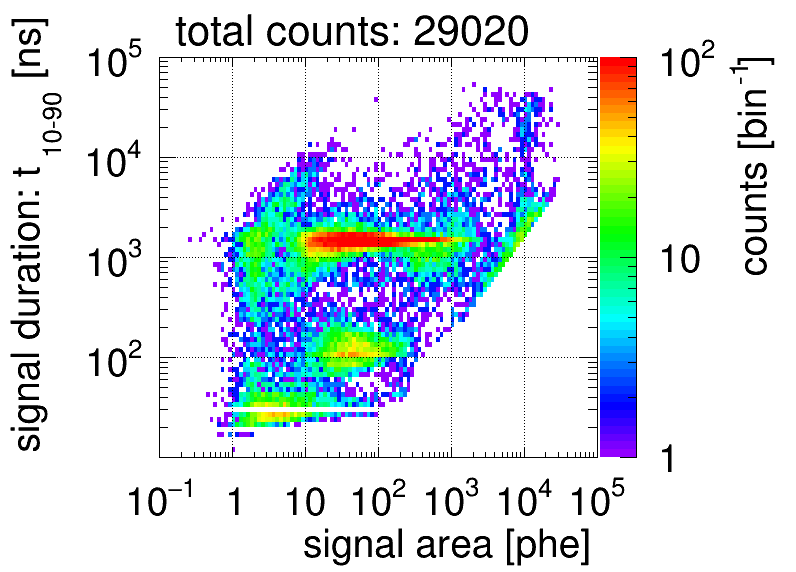 total counts: 29020
signal duration: t 10-90 [ns]
10^5
10^4
10^3
10^2
10^−1 1 10 10^2 10^3 10^4 10^5
signal area [phe]
10^2
10
1
counts [bin^-1]